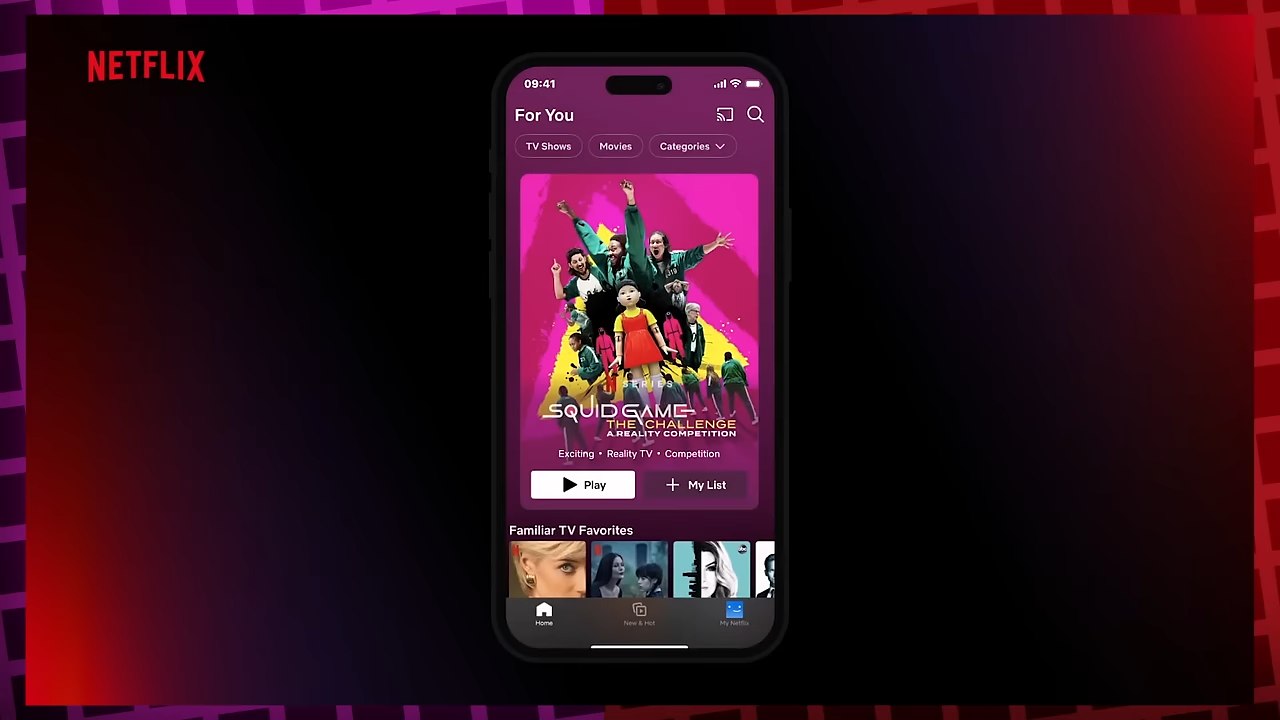 NETFLIX
09:41
For You
TV Shows
Movies
Categories
SERIES
SQUID GAME
THE CHALLENGE
A REALITY COMPETITION
Exciting • Reality TV • Competition
Play
My List
Familiar TV Favorites
abc
Home
New & Hot
My Netflix